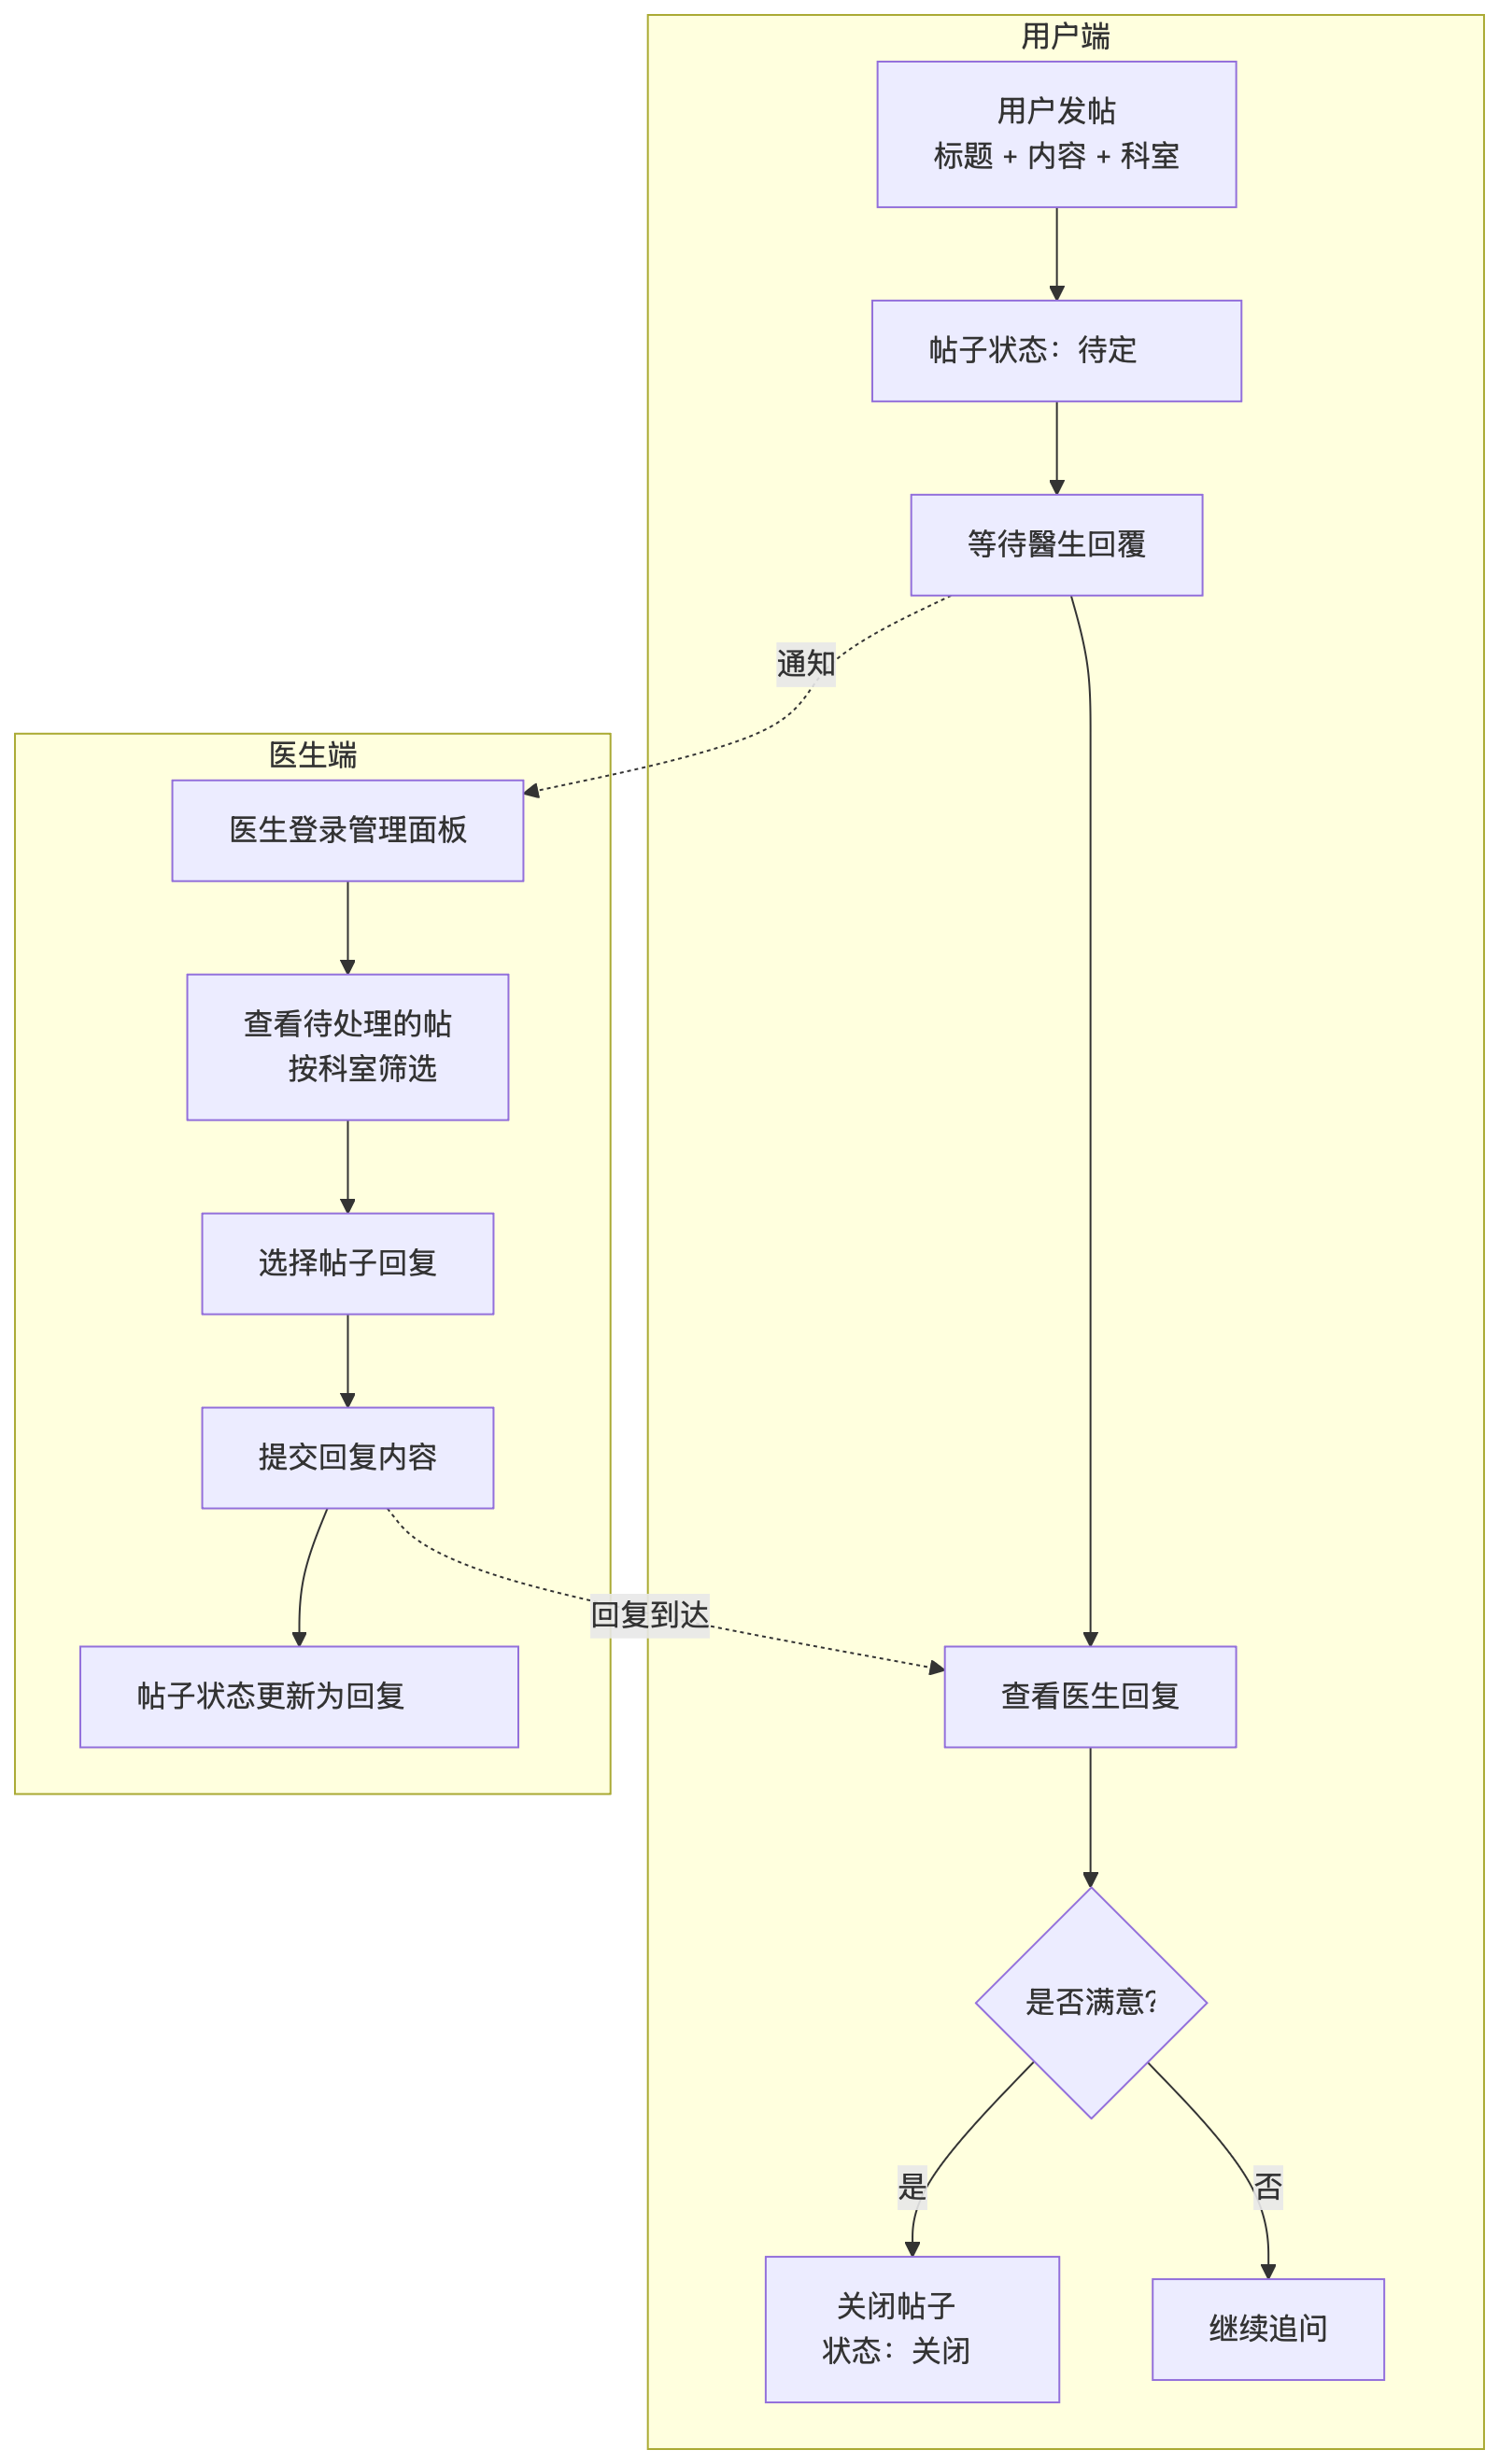 用户端
用户发帖
标题 + 内容 + 科室
帖子状态：待定
等待醫生回覆
通知
医生端
医生登录管理面板
查看待处理的帖
按科室筛选
选择帖子回复
提交回复内容
回复到达
帖子状态更新为回复
查看医生回复
是否满意?
是
否
关闭帖子
状态：关闭
继续追问